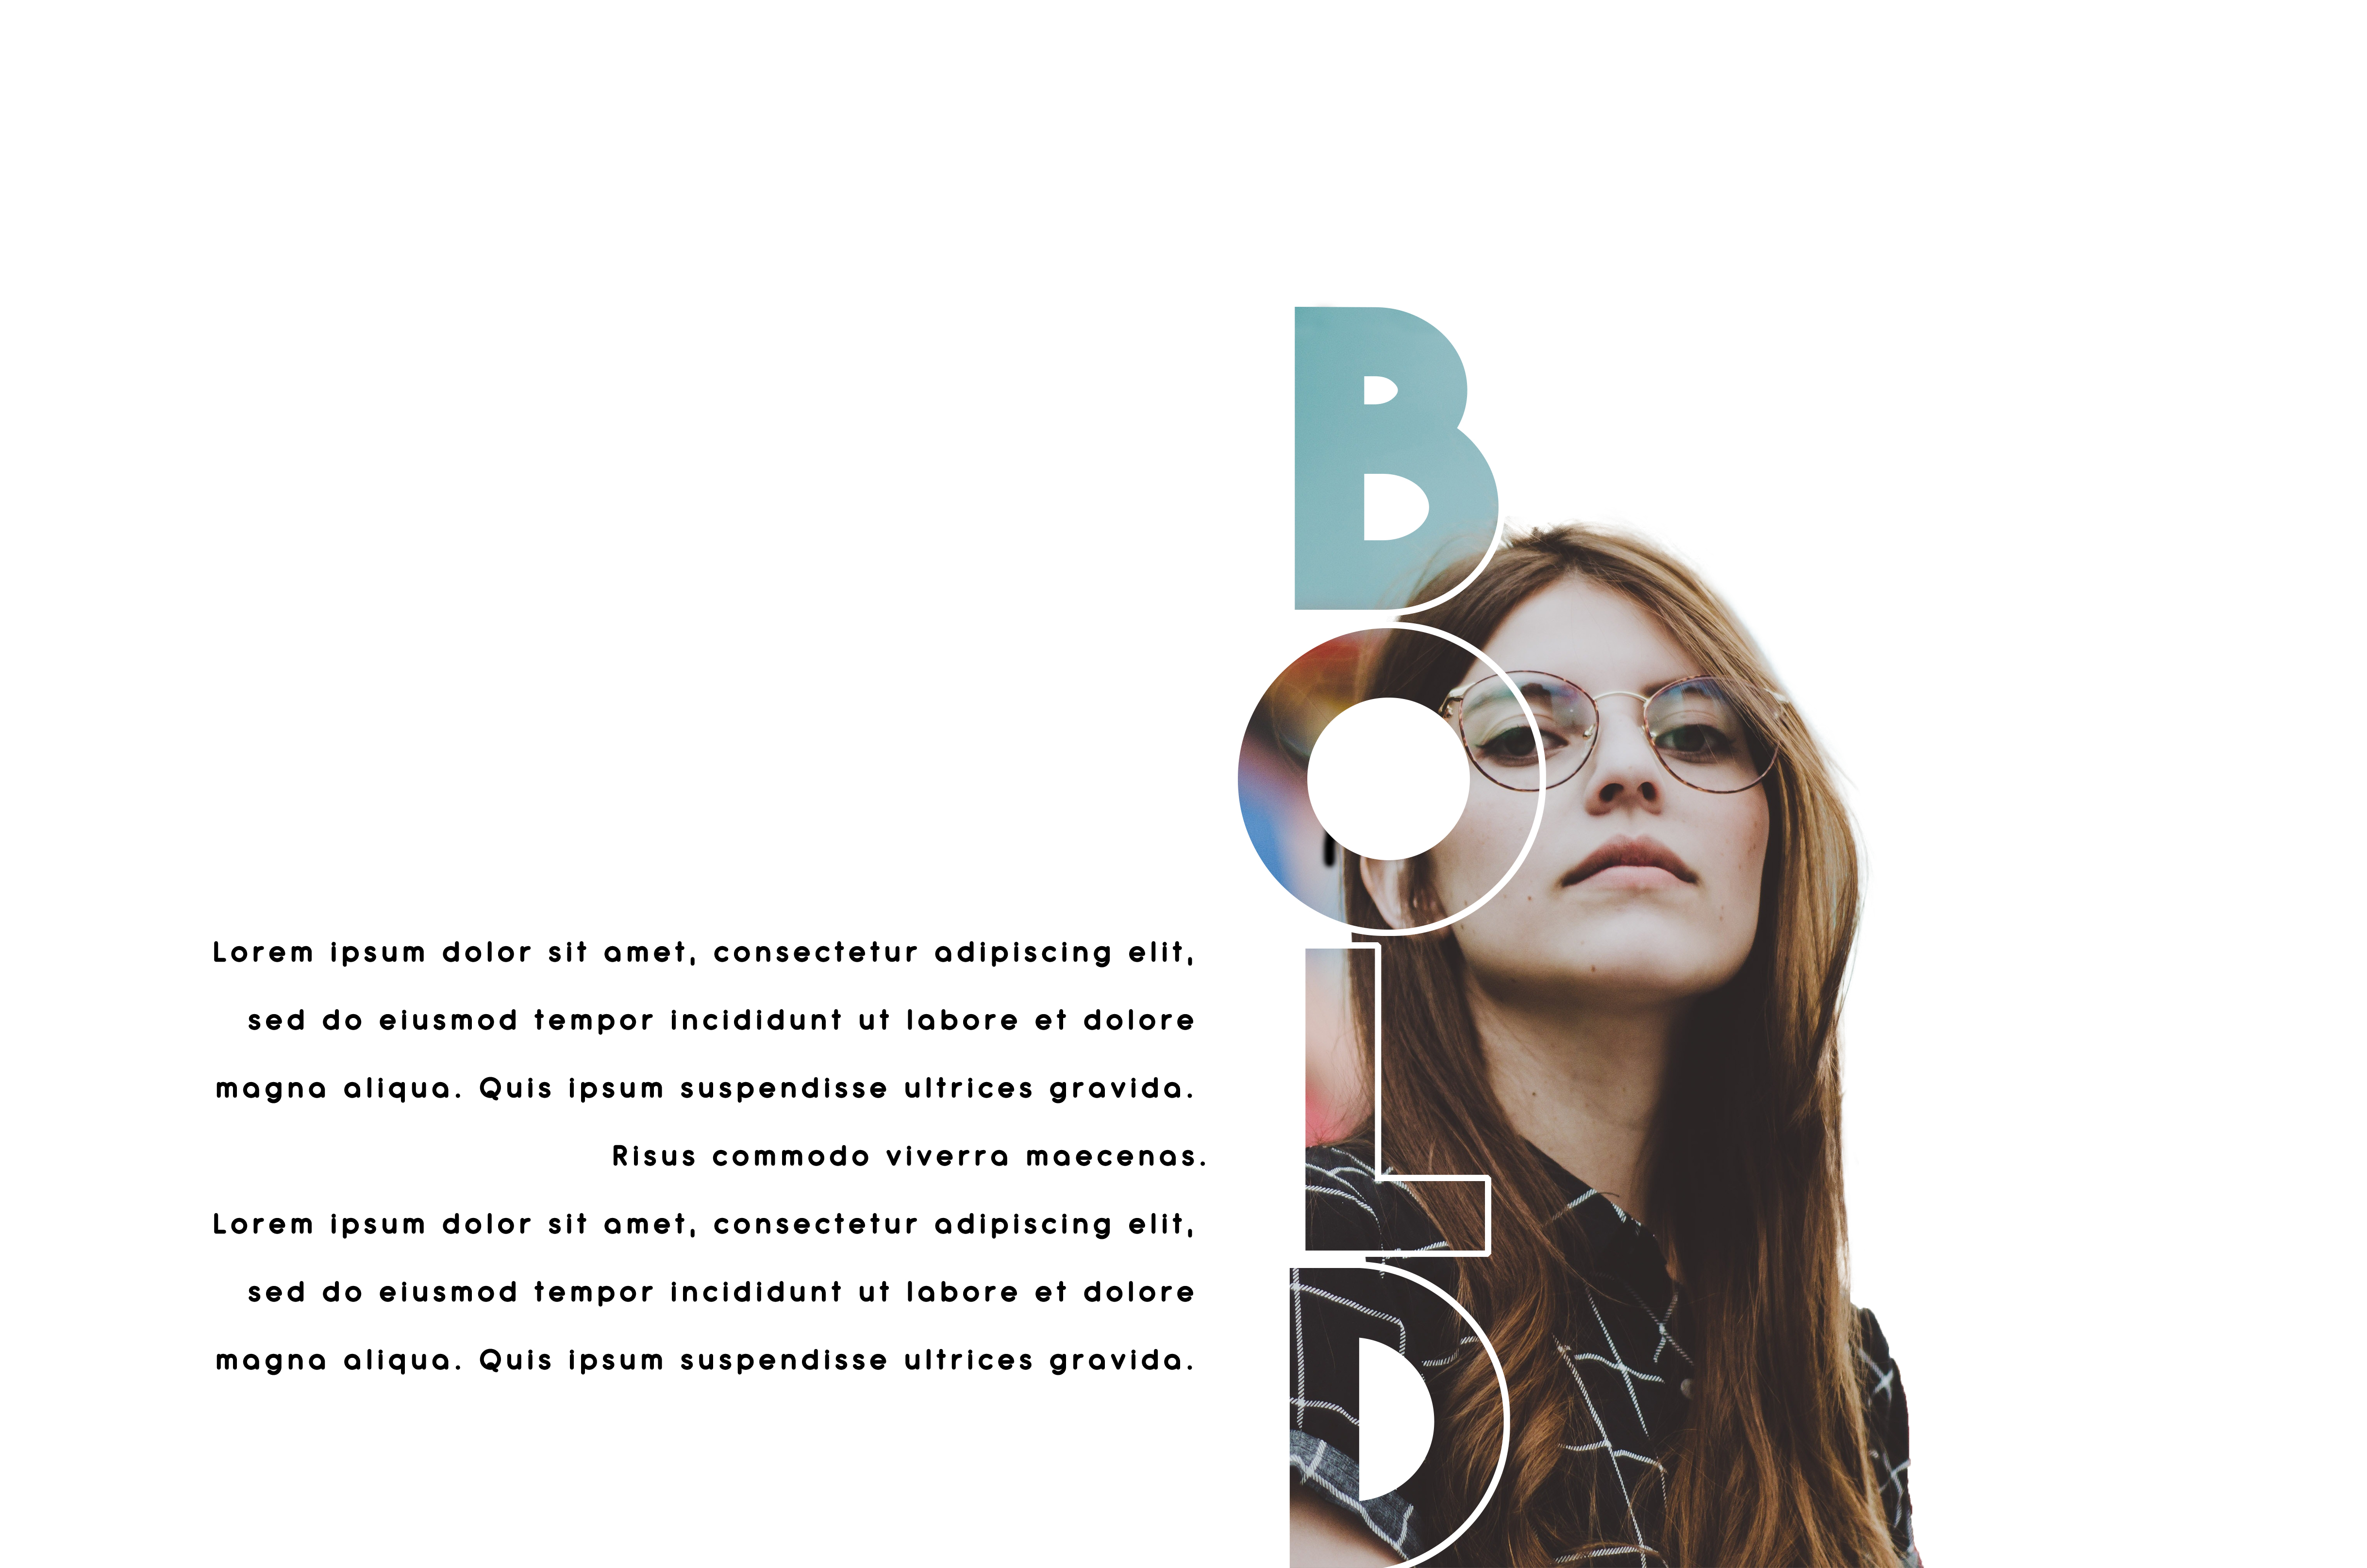 BOLD
Lorem ipsum dolor sit amet, consectetur adipiscing elit,
sed do eiusmod tempor incididunt ut labore et dolore
magna aliqua. Quis ipsum suspendisse ultrices gravida.
Risus commodo viverra maecenas.
Lorem ipsum dolor sit amet, consectetur adipiscing elit,
sed do eiusmod tempor incididunt ut labore et dolore
magna aliqua. Quis ipsum suspendisse ultrices gravida.